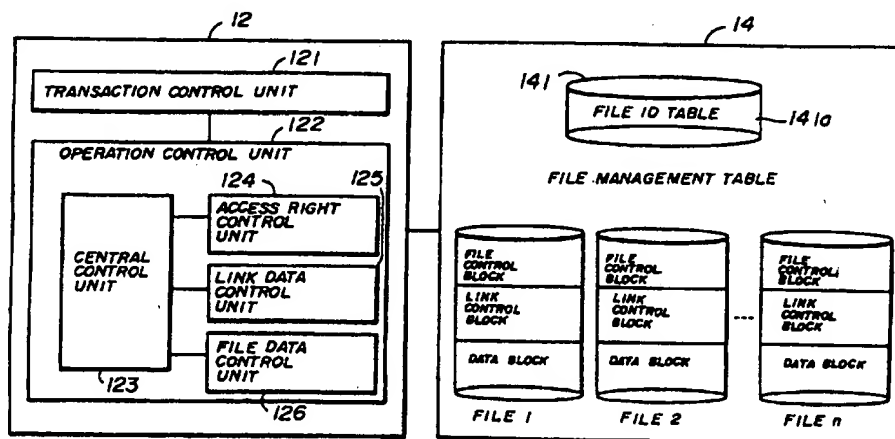 12
14
121
TRANSACTION CONTROL UNIT
122
OPERATION CONTROL UNIT
125
124
ACCESS RIGHT
CONTROL
UNIT
CENTRAL
CONTROL
UNIT
LINK DATA
CONTROL
UNIT
FILE DATA
CONTROL
UNIT
123
126
141
FILE ID TABLE
141a
FILE MANAGEMENT TABLE
FILE
CONTROL
BLOCK
LINK
CONTROL
BLOCK
DATA BLOCK
FILE 1
FILE
CONTROL
BLOCK
LINK
CONTROL
BLOCK
DATA BLOCK
FILE 2
----
FILE
CONTROL
BLOCK
LINK
CONTROL
BLOCK
DATA BLOCK
FILE n